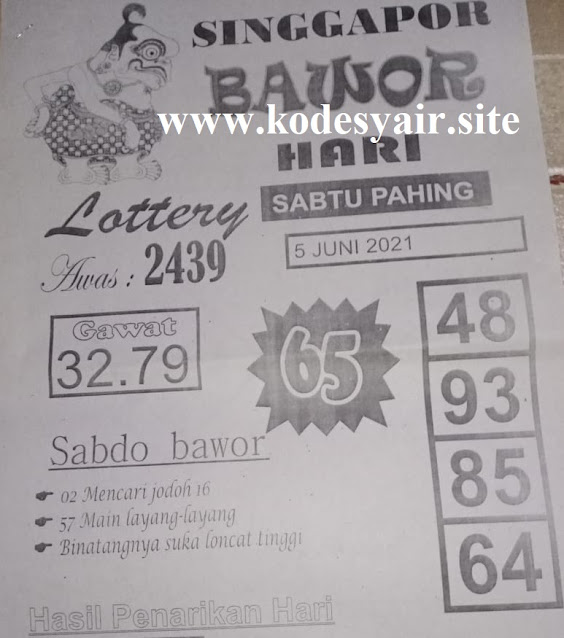 SINGGAPOR
BAWOR
www.kodesyair.site
HARI
Lottery
SABTU PAHING
5 JUNI 2021
Awas : 2439
Gawat
32.79
65
48
93
85
64
Sabdo bawor
02 Mencari jodoh 16
57 Main layang-layang
Binatangnya suka loncat tinggi
Hasil Penarikan Hari